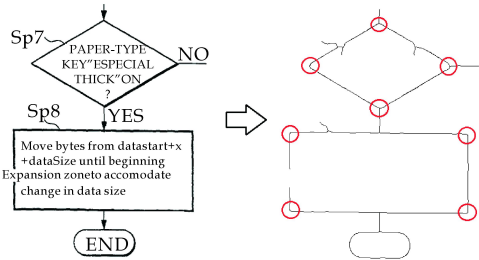 Sp7
PAPER-TYPE
KEY"ESPECIAL
THICK"ON
?
NO
YES
Sp8
Move bytes from datastart+x
+dataSize until beginning
Expansion zoneto accomodate
change in data size
END